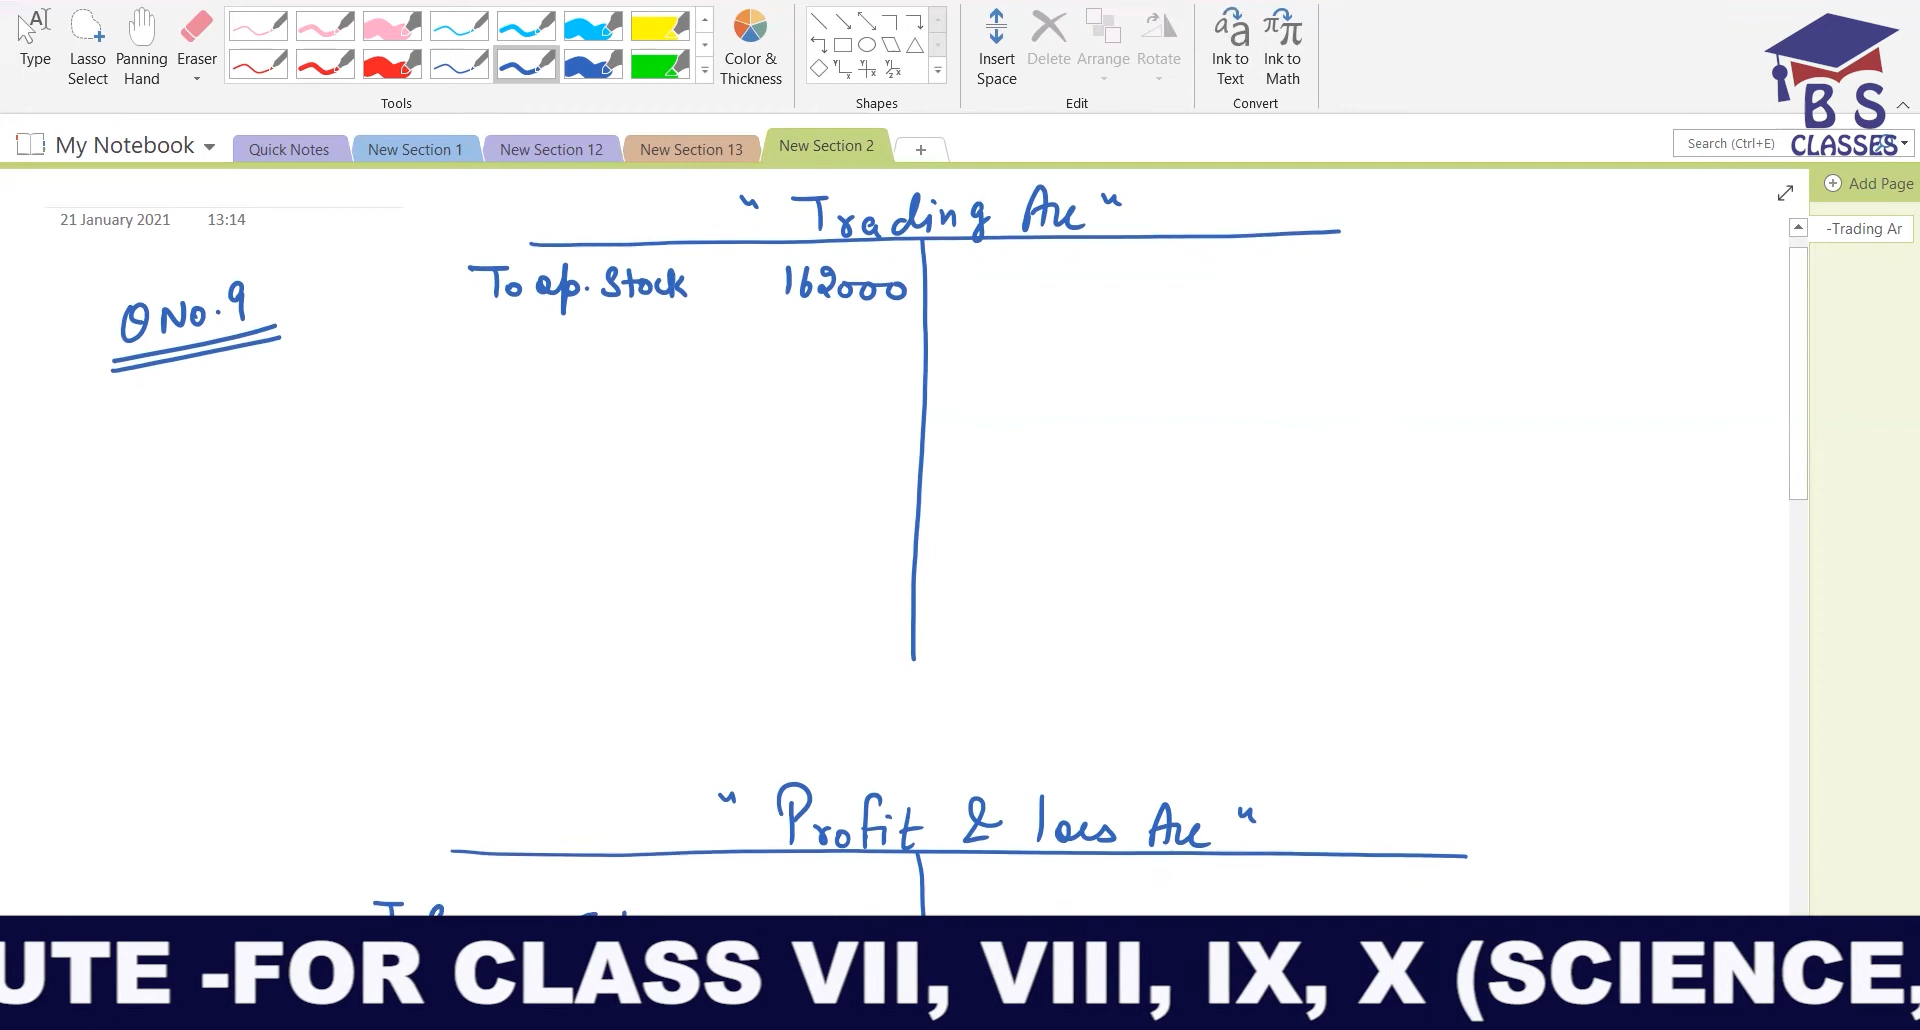 Type
Lasso Select
Panning Hand
Eraser
Color & Thickness
Insert Space
Delete
Arrange
Rotate
Ink to Text
Ink to Math
Tools
Shapes
Edit
Convert
B S
CLASSES
My Notebook
Quick Notes
New Section 1
New Section 12
New Section 13
New Section 2
+
Search (Ctrl+E)
Add Page
-Trading Ar
21 January 2021 13:14
" Trading A/c "
To op. Stock 162000
Q No. 9
" Profit & loss A/c "
UTE -FOR CLASS VII, VIII, IX, X (SCIENCE,